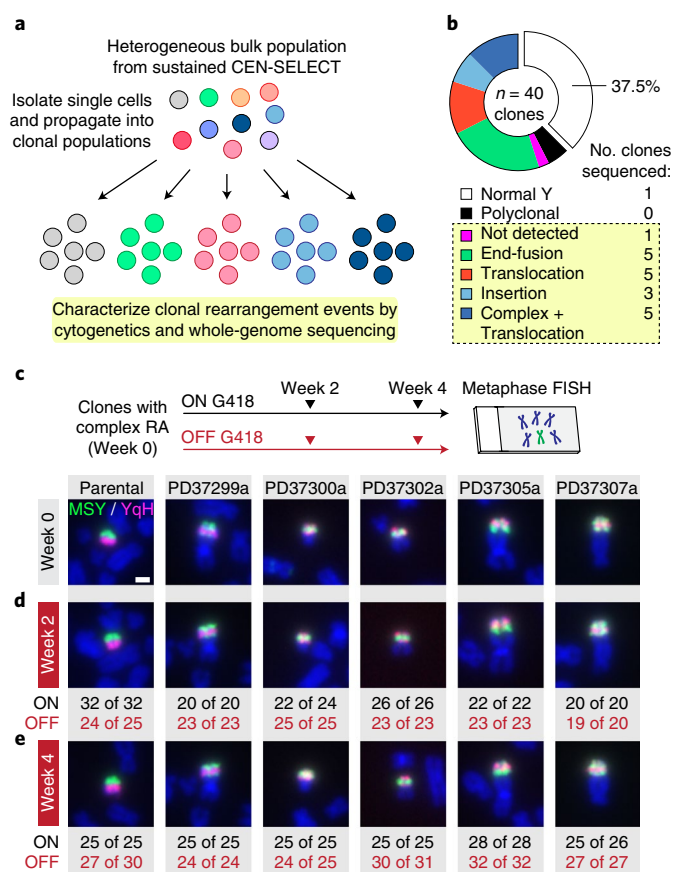 a
Heterogeneous bulk population
from sustained CEN-SELECT
Isolate single cells
and propagate into
clonal populations
Characterize clonal rearrangement events by
cytogenetics and whole-genome sequencing
b
n = 40
clones
37.5%
No. clones
sequenced:
Normal Y 1
Polyclonal 0
Not detected 1
End-fusion 5
Translocation 5
Insertion 3
Complex + 5
Translocation
c
Clones with
complex RA
(Week 0)
Week 2 Week 4
ON G418
OFF G418
Metaphase FISH
Parental PD37299a PD37300a PD37302a PD37305a PD37307a
MSY / YqH
Week 0
d
Week 2
ON 32 of 32 20 of 20 22 of 24 26 of 26 22 of 22 20 of 20
OFF 24 of 25 23 of 23 25 of 25 23 of 23 23 of 23 19 of 20
e
Week 4
ON 25 of 25 25 of 25 25 of 25 25 of 25 28 of 28 25 of 26
OFF 27 of 30 24 of 24 24 of 25 30 of 31 32 of 32 27 of 27